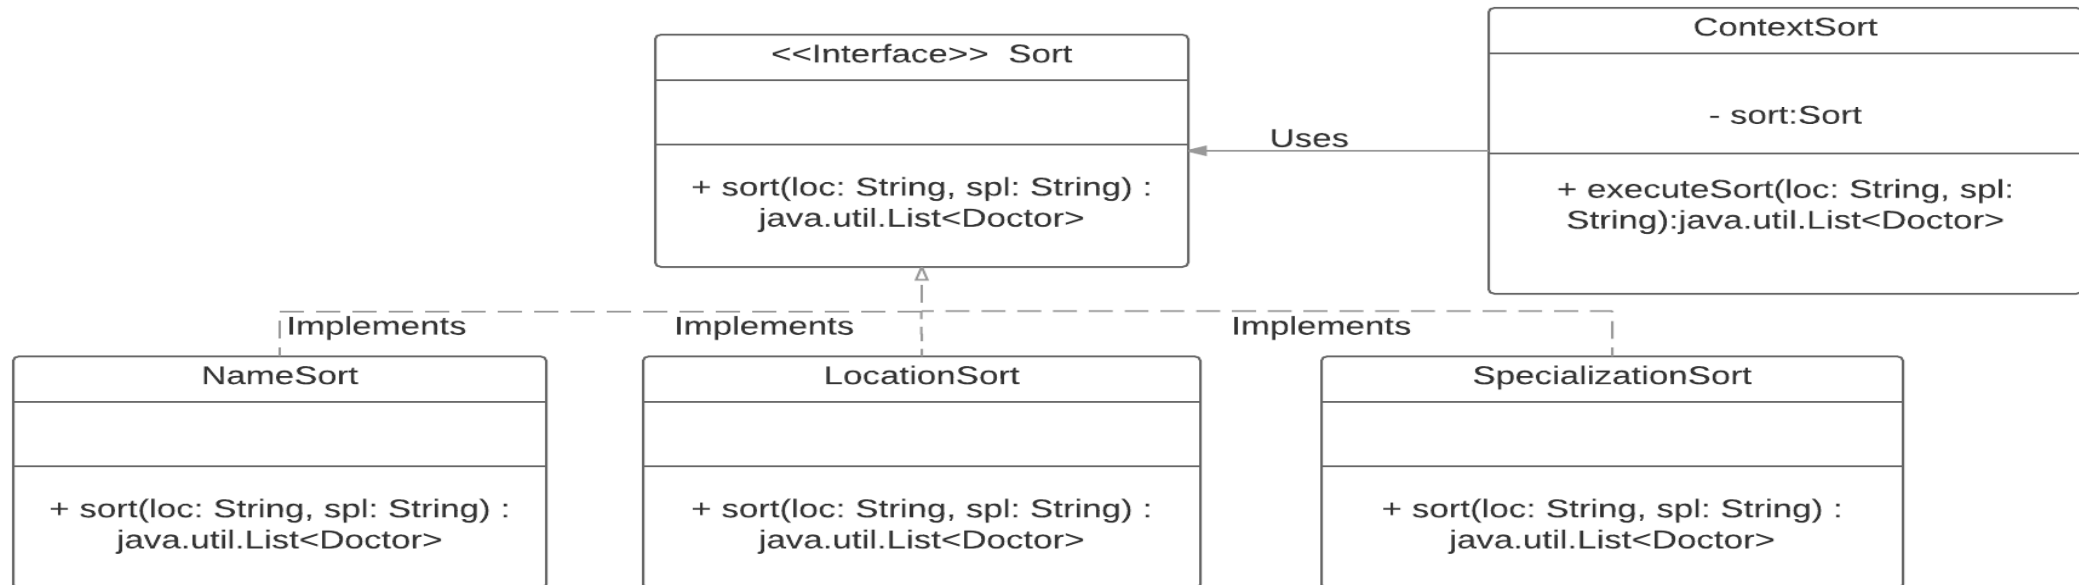 <<Interface>> Sort
+ sort(loc: String, spl: String) :
java.util.List<Doctor>
Uses
ContextSort
- sort:Sort
+ executeSort(loc: String, spl:
String):java.util.List<Doctor>
Implements
Implements
Implements
NameSort
+ sort(loc: String, spl: String) :
java.util.List<Doctor>
LocationSort
+ sort(loc: String, spl: String) :
java.util.List<Doctor>
SpecializationSort
+ sort(loc: String, spl: String) :
java.util.List<Doctor>